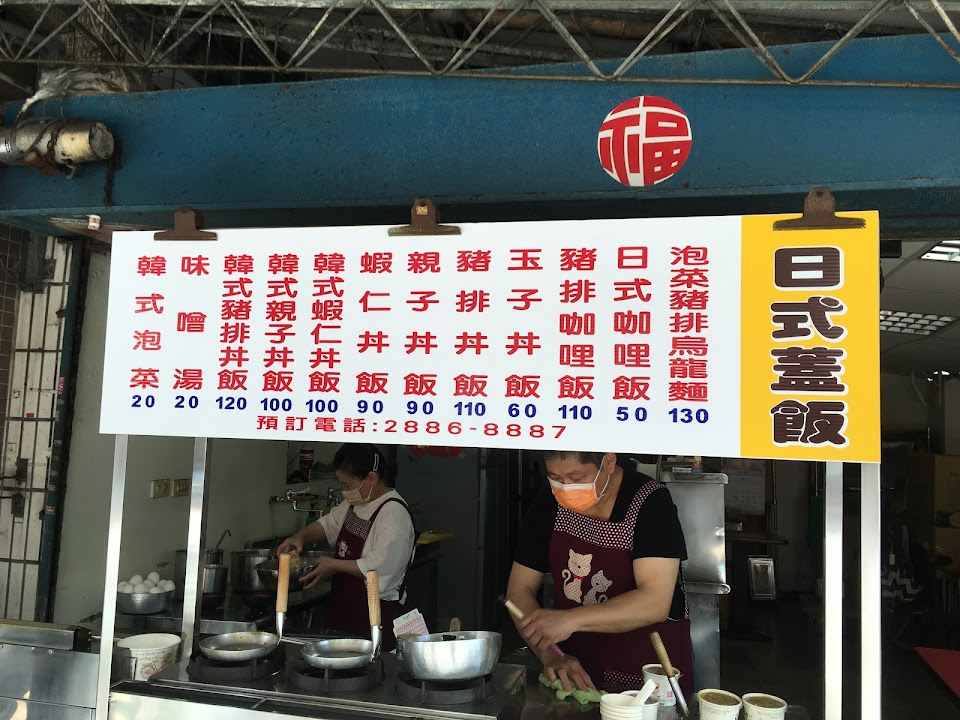 福
日式蓋飯
泡菜豬排烏龍麵 130
日式咖哩飯 50
豬排咖哩飯 110
玉子丼飯 60
豬排丼飯 110
親子丼飯 90
蝦仁丼飯 90
韓式蝦仁丼飯 100
韓式親子丼飯 100
韓式豬排丼飯 120
味噌湯 20
韓式泡菜 20
預訂電話:2886-8887